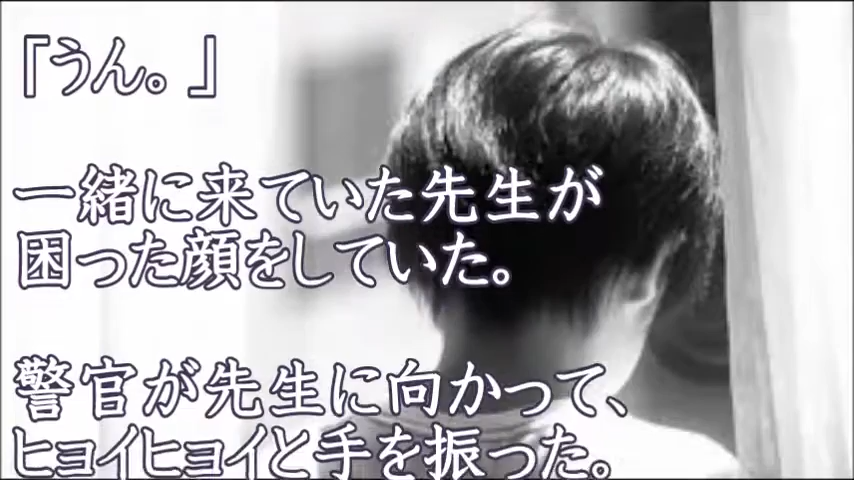 『うん。』
一緒に来ていた先生が
困った顔をしていた。
警官が先生に向かって、
ヒョイヒョイと手を振った。